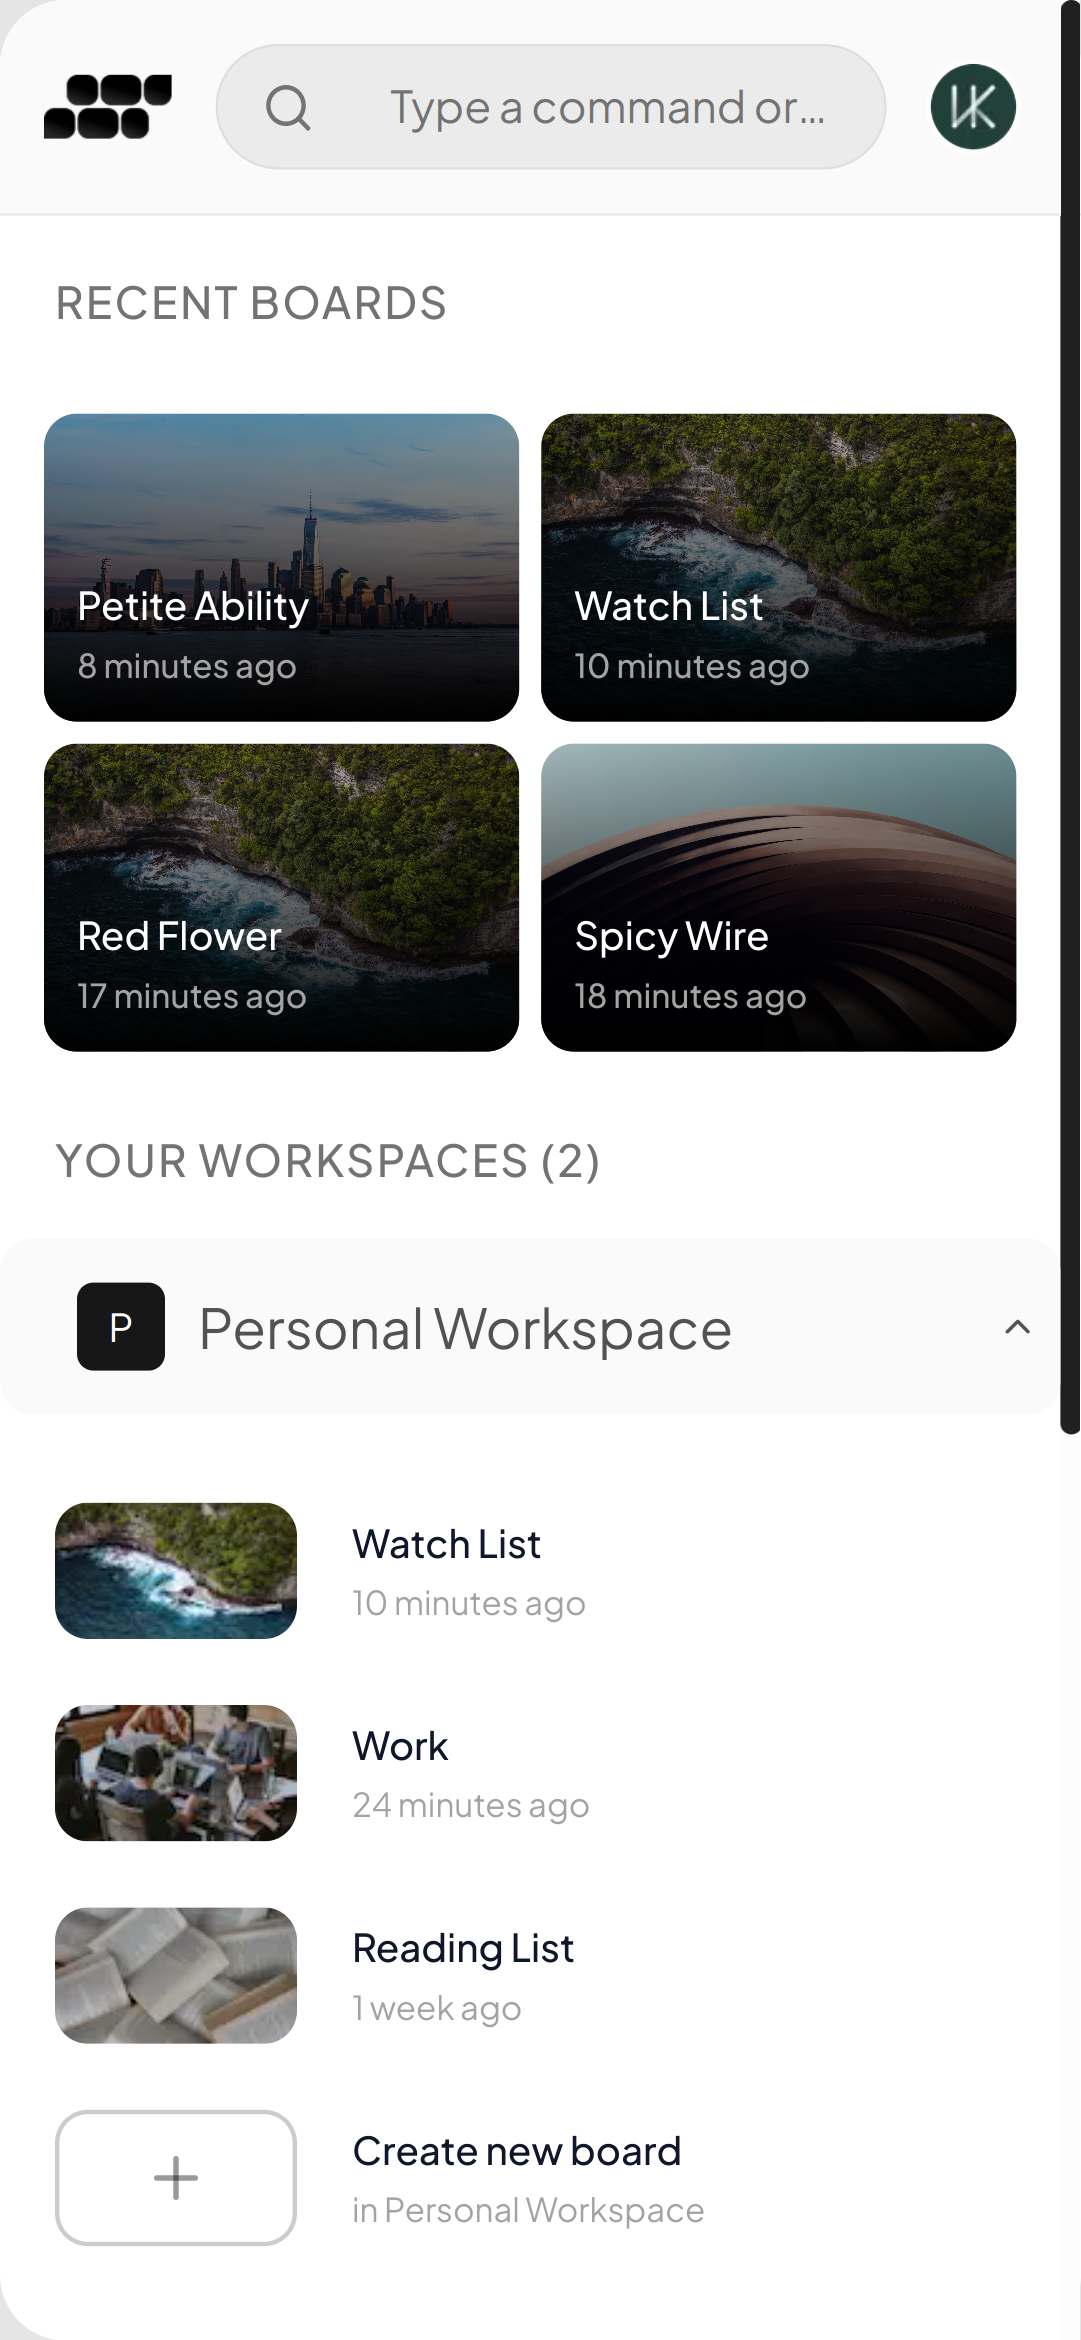 Type a command or...
RECENT BOARDS
Petite Ability
8 minutes ago
Watch List
10 minutes ago
Red Flower
17 minutes ago
Spicy Wire
18 minutes ago
YOUR WORKSPACES (2)
P
Personal Workspace
Watch List
10 minutes ago
Work
24 minutes ago
Reading List
1 week ago
Create new board
in Personal Workspace